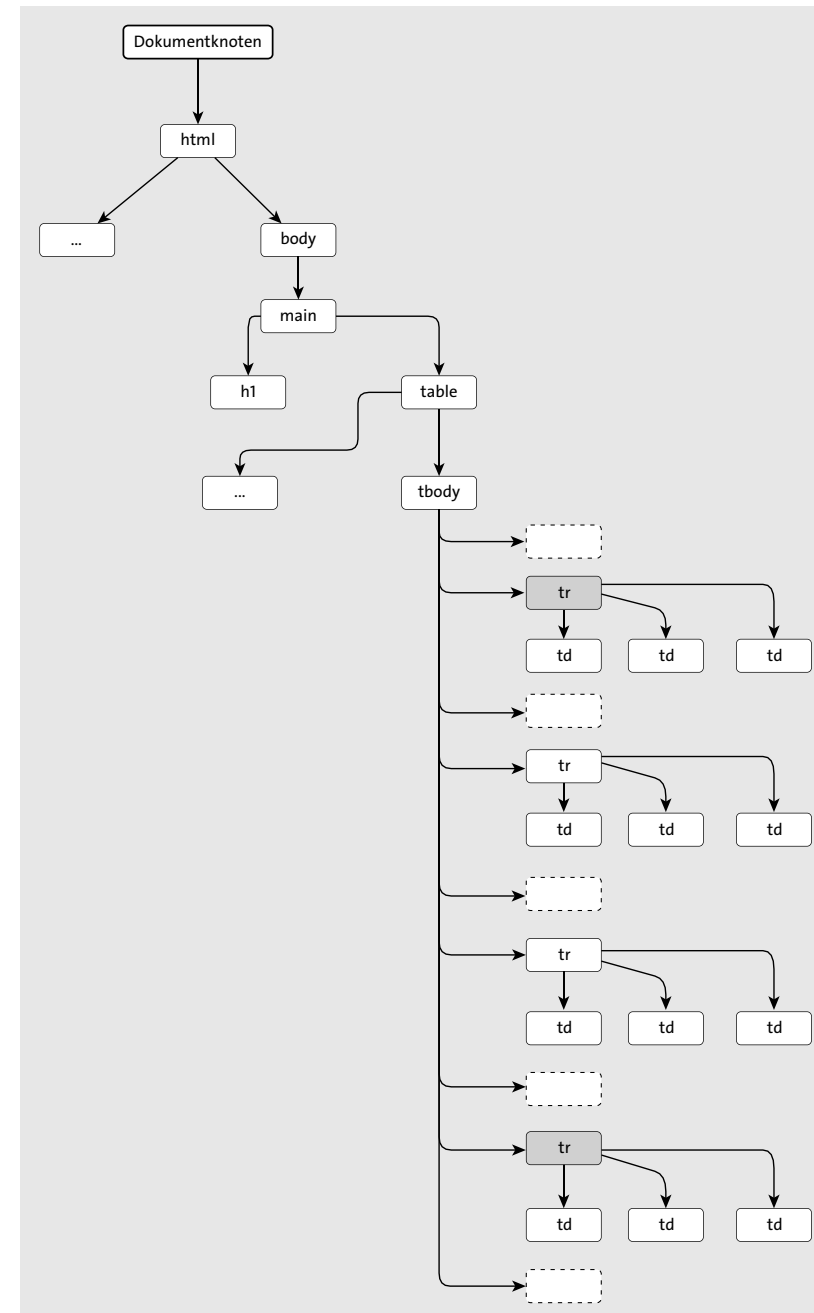 Dokumentknoten
html
...
body
main
h1
table
...
tbody
tr
td td td
tr
td td td
tr
td td td
tr
td td td